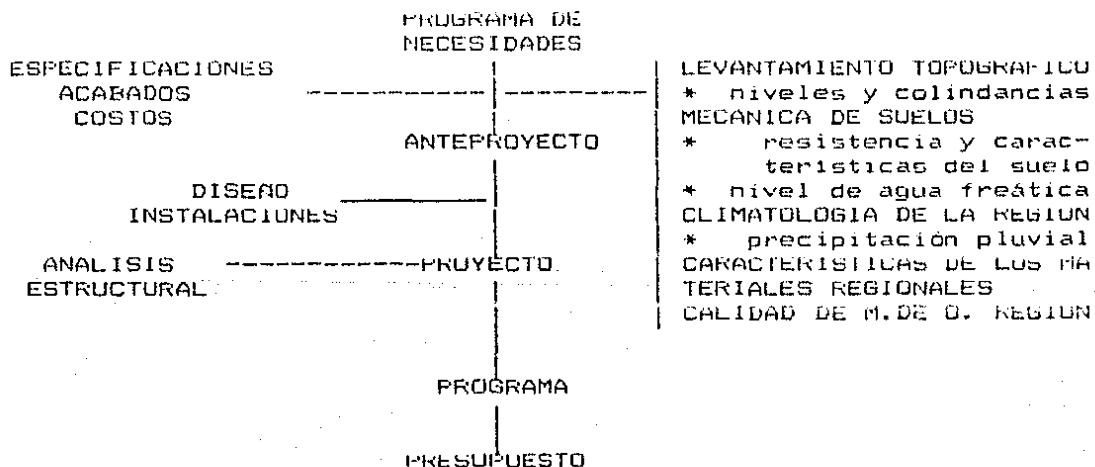 PROGRAMA DE
NECESIDADES
ESPECIFICACIONES
ACABADOS
COSTOS
LEVANTAMIENTO TOPOGRAFICO
* niveles y colindancias
MECANICA DE SUELOS
* resistencia y carac-
teristicas del suelo
* nivel de agua freática
CLIMATOLOGIA DE LA REGION
* precipitación pluvial
CARACTERISTICAS DE LOS MA
TERIALES REGIONALES
CALIDAD DE M.DE O. REGION
ANTEPROYECTO
DISEÑO
INSTALACIONES
ANALISIS
ESTRUCTURAL
PROYECTO
PROGRAMA
PRESUPUESTO